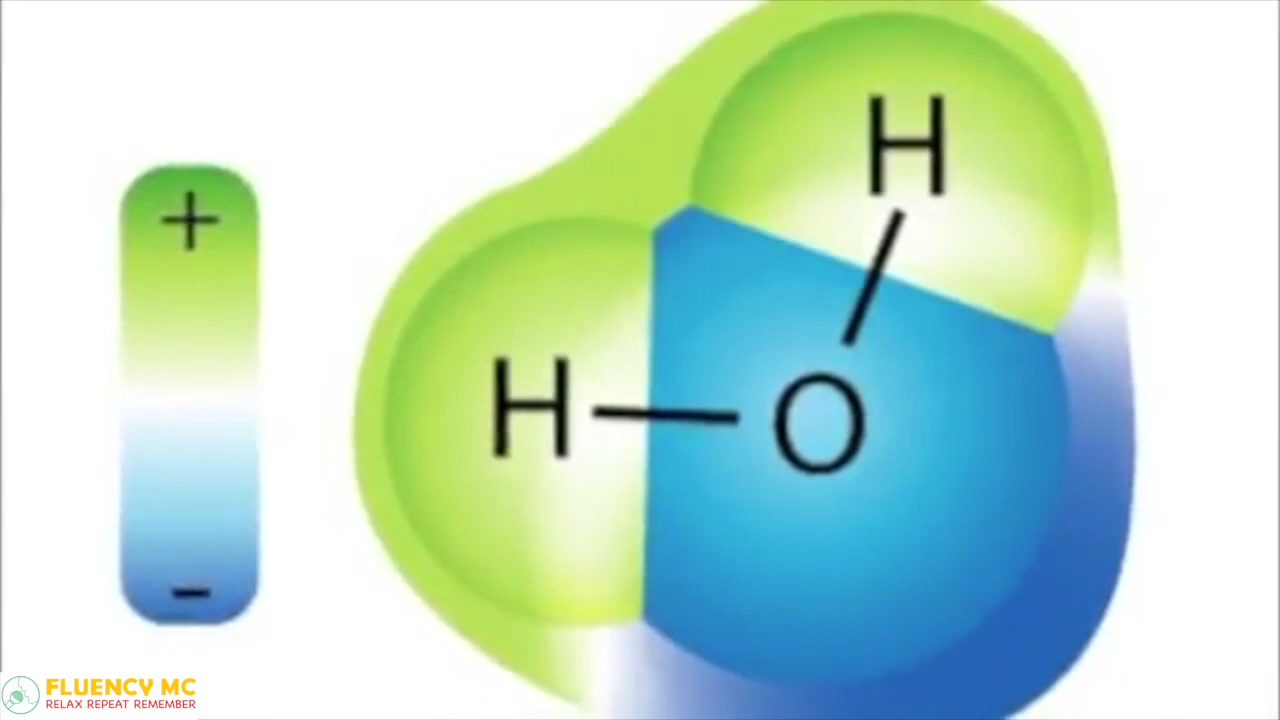 +
H
H
O
-
FLUENCY MC
RELAX REPEAT REMEMBER